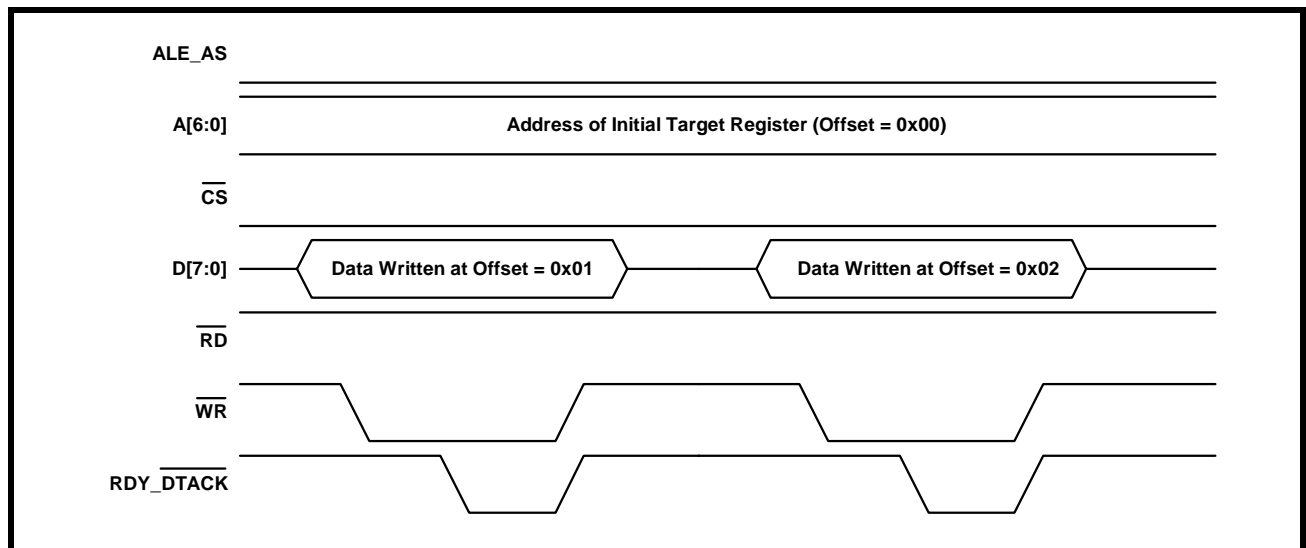 ALE_AS
A[6:0] Address of Initial Target Register (Offset = 0x00)
CS
D[7:0] Data Written at Offset = 0x01 Data Written at Offset = 0x02
RD
WR
RDY_DTACK